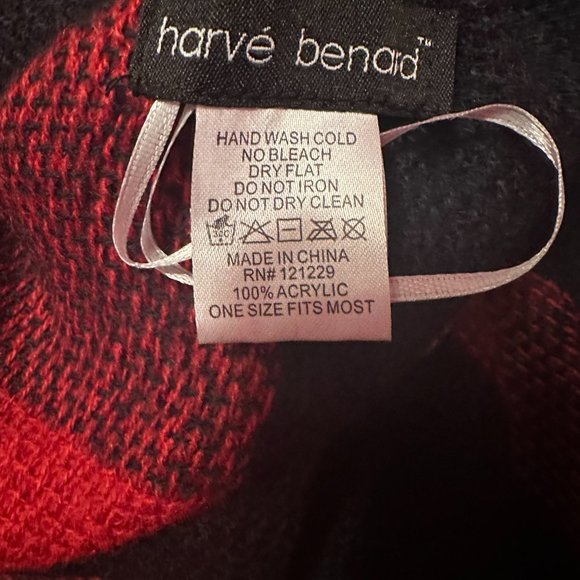 harvé benard™
HAND WASH COLD
NO BLEACH
DRY FLAT
DO NOT IRON
DO NOT DRY CLEAN
MADE IN CHINA
RN# 121229
100% ACRYLIC
ONE SIZE FITS MOST